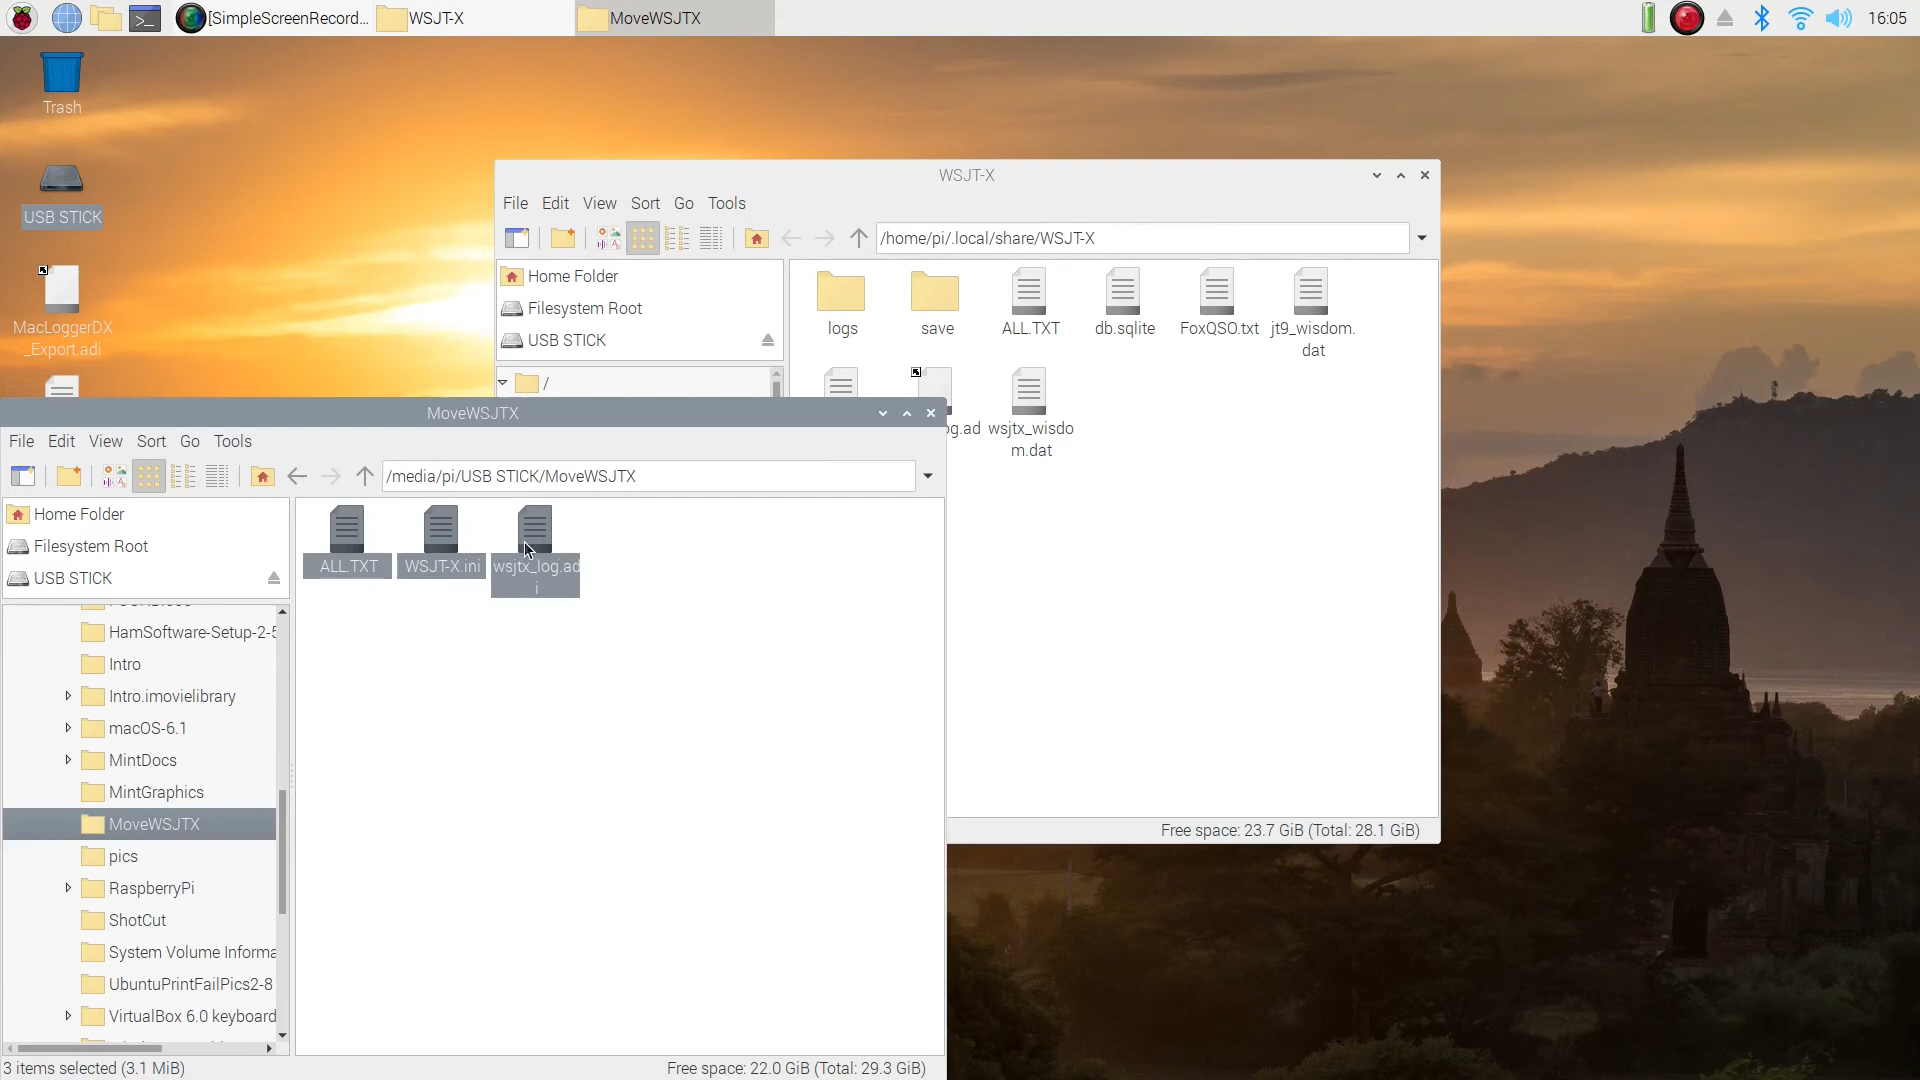 [SimpleScreenRecord...
WSJT-X
MoveWSJTX
16:05
Trash
USB STICK
MacLoggerDX
_Export.adi
WSJT-X
File Edit View Sort Go Tools
/home/pi/.local/share/WSJT-X
Home Folder
Filesystem Root
USB STICK
/
logs
save
ALL.TXT
db.sqlite
FoxQSO.txt
jt9_wisdom.
dat
og.ad
wsjtx_wisdo
m.dat
Free space: 23.7 GiB (Total: 28.1 GiB)
MoveWSJTX
File Edit View Sort Go Tools
/media/pi/USB STICK/MoveWSJTX
Home Folder
Filesystem Root
USB STICK
HamSoftware-Setup-2-5
Intro
Intro.imovielibrary
macOS-6.1
MintDocs
MintGraphics
MoveWSJTX
pics
RaspberryPi
ShotCut
System Volume Informa
UbuntuPrintFailPics2-8
VirtualBox 6.0 keyboard
ALL.TXT
WSJT-X.ini
wsjtx_log.ad
i
3 items selected (3.1 MiB)
Free space: 22.0 GiB (Total: 29.3 GiB)